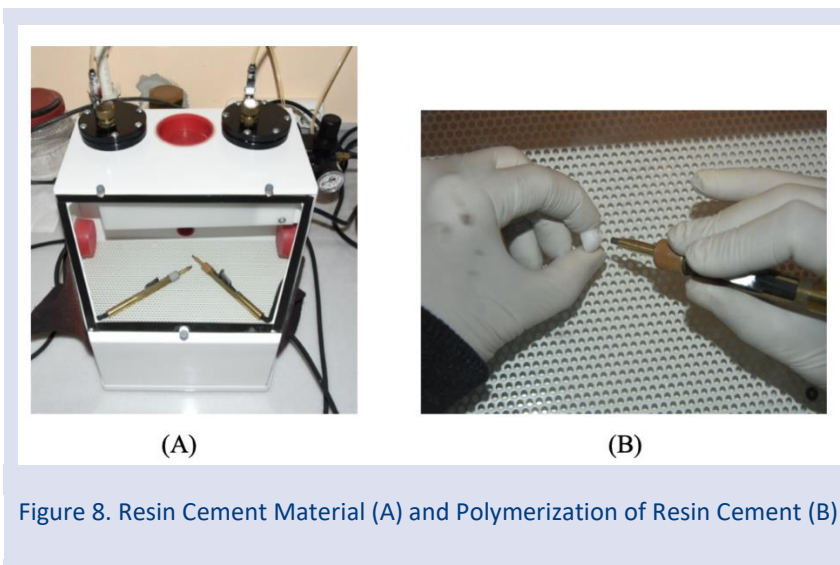 (A)
(B)
Figure 8. Resin Cement Material (A) and Polymerization of Resin Cement (B)